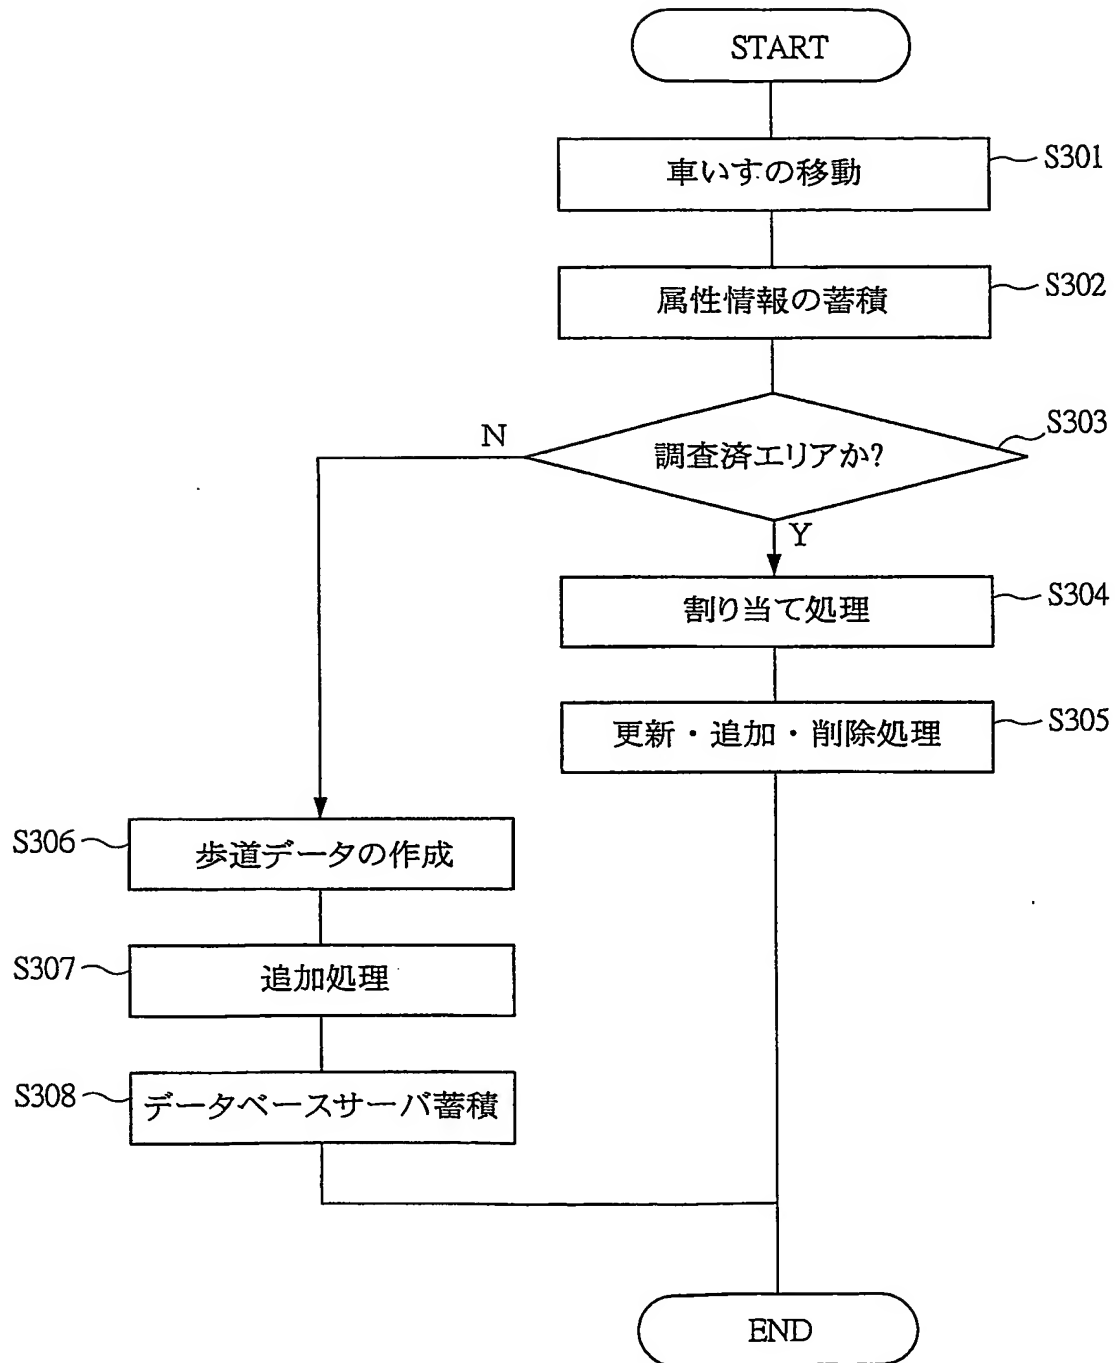 START
車いすの移動
S301
属性情報の蓄積
S302
調査済エリアか?
S303
N
Y
割り当て処理
S304
更新・追加・削除処理
S305
S306
歩道データの作成
S307
追加処理
S308
データベースサーバ蓄積
END